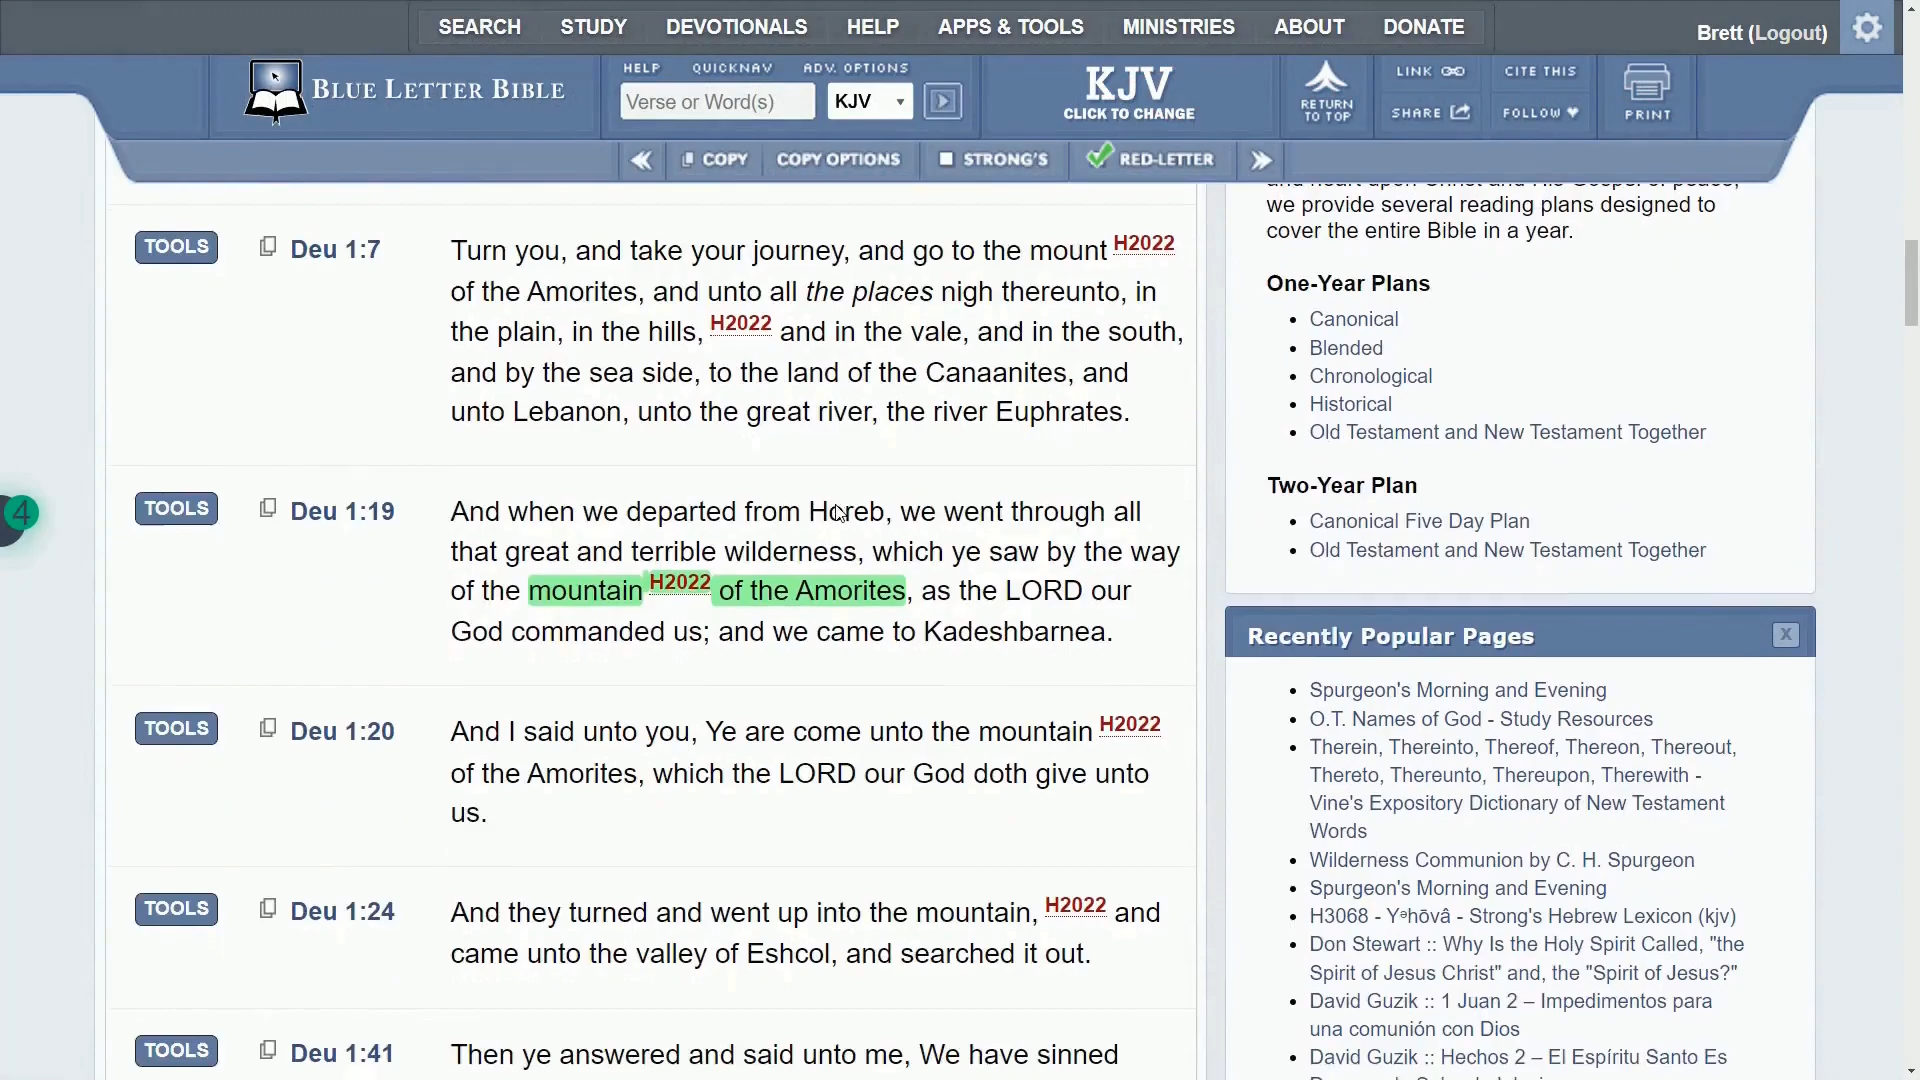 SEARCH STUDY DEVOTIONALS HELP APPS & TOOLS MINISTRIES ABOUT DONATE
Brett (Logout)
BLUE LETTER BIBLE
HELP QUICKNAV ADV. OPTIONS
Verse or Word(s) KJV
KJV
CLICK TO CHANGE
RETURN
TO TOP
LINK
SHARE
CITE THIS
FOLLOW
PRINT
COPY COPY OPTIONS STRONG'S RED-LETTER
TOOLS Deu 1:7
Turn you, and take your journey, and go to the mount H2022
of the Amorites, and unto all the places nigh thereunto, in
the plain, in the hills, H2022 and in the vale, and in the south,
and by the sea side, to the land of the Canaanites, and
unto Lebanon, unto the great river, the river Euphrates.
4
TOOLS Deu 1:19
And when we departed from Horeb, we went through all
that great and terrible wilderness, which ye saw by the way
of the mountain H2022 of the Amorites, as the LORD our
God commanded us; and we came to Kadeshbarnea.
TOOLS Deu 1:20
And I said unto you, Ye are come unto the mountain H2022
of the Amorites, which the LORD our God doth give unto
us.
TOOLS Deu 1:24
And they turned and went up into the mountain, H2022 and
came unto the valley of Eshcol, and searched it out.
TOOLS Deu 1:41
Then ye answered and said unto me, We have sinned
and heart upon Christ and His Gospel of peace,
we provide several reading plans designed to
cover the entire Bible in a year.
One-Year Plans
Canonical
Blended
Chronological
Historical
Old Testament and New Testament Together
Two-Year Plan
Canonical Five Day Plan
Old Testament and New Testament Together
Recently Popular Pages X
Spurgeon's Morning and Evening
O.T. Names of God - Study Resources
Therein, Thereinto, Thereof, Thereon, Thereout,
Thereto, Thereunto, Thereupon, Therewith -
Vine's Expository Dictionary of New Testament
Words
Wilderness Communion by C. H. Spurgeon
Spurgeon's Morning and Evening
H3068 - Yᵊhōvâ - Strong's Hebrew Lexicon (kjv)
Don Stewart :: Why Is the Holy Spirit Called, "the
Spirit of Jesus Christ" and, the "Spirit of Jesus?"
David Guzik :: 1 Juan 2 – Impedimentos para
una comunión con Dios
David Guzik :: Hechos 2 – El Espíritu Santo Es